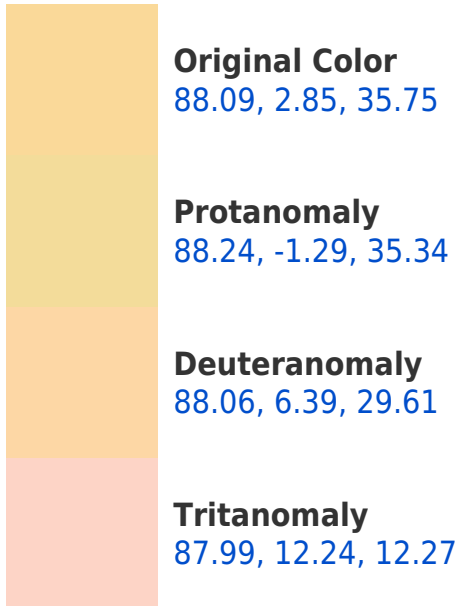 Original Color
88.09, 2.85, 35.75
Protanomaly
88.24, -1.29, 35.34
Deuteranomaly
88.06, 6.39, 29.61
Tritanomaly
87.99, 12.24, 12.27